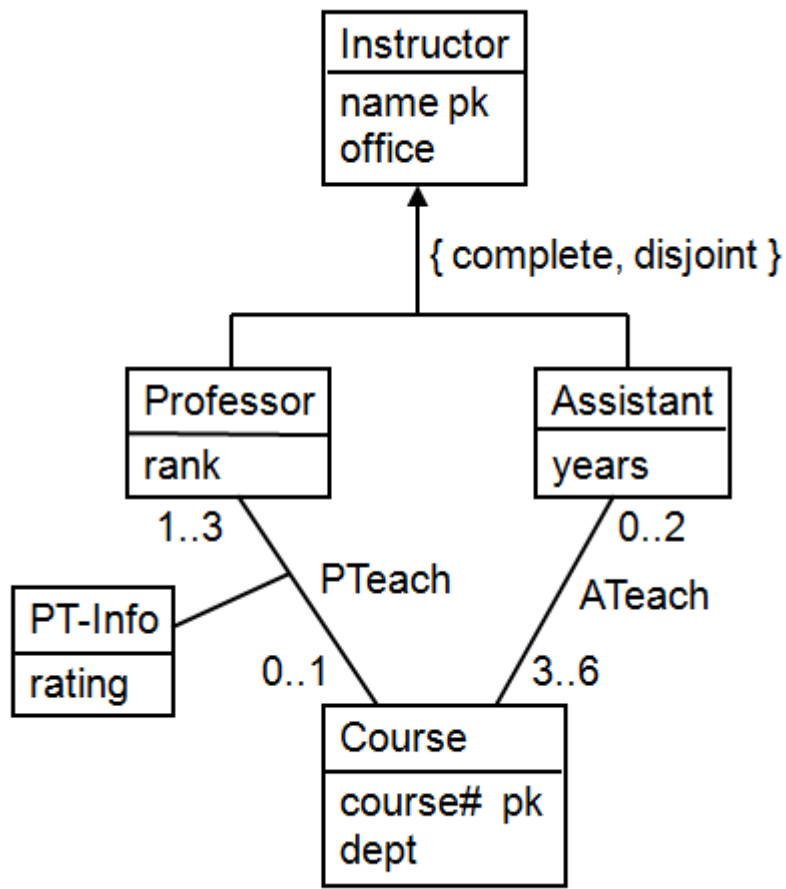 Instructor
name pk
office
{ complete, disjoint }
Professor
rank
Assistant
years
1..3
0..2
PTeach
ATeach
PT-Info
rating
0..1
3..6
Course
course# pk
dept